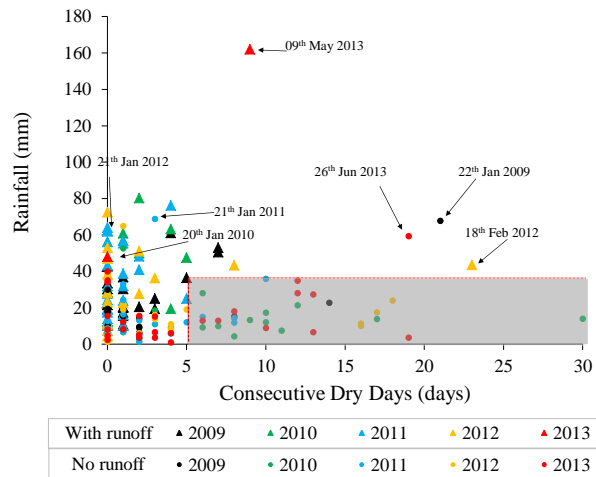 Rainfall (mm)
180
160
140
120
100
80
60
40
20
0
09th May 2013
21th Jan 2012
21th Jan 2011
20th Jan 2010
26th Jun 2013
22th Jan 2009
18th Feb 2012
0 5 10 15 20 25 30
Consecutive Dry Days (days)
With runoff 2009 2010 2011 2012 2013
No runoff 2009 2010 2011 2012 2013